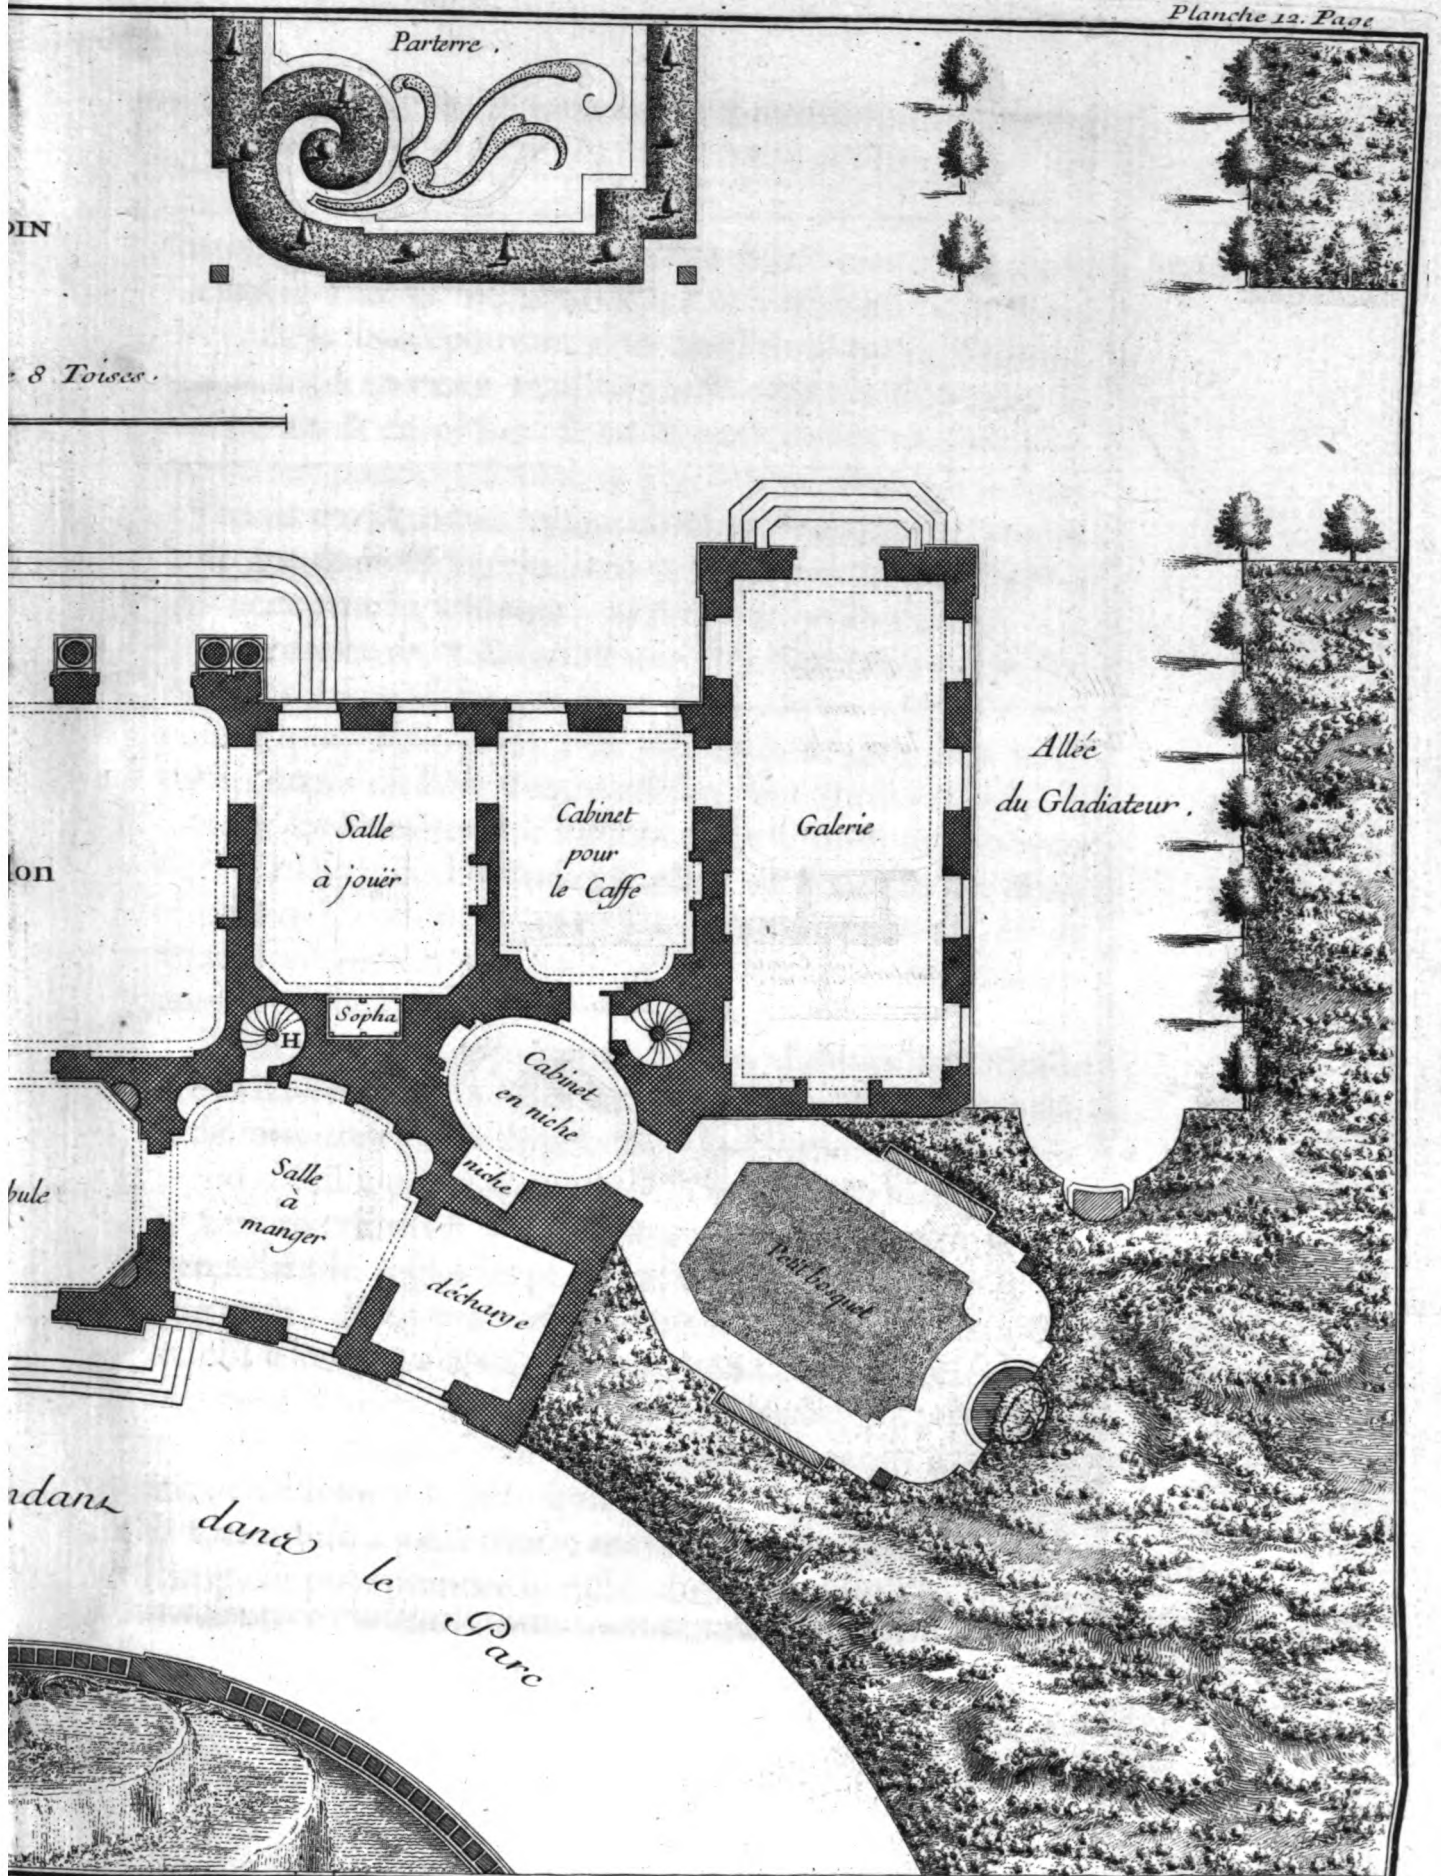 Planche 12. Page
Parterre.
DIN
8 Toises.
Allée
du Gladiateur.
Salle
à jouër
Cabinet
pour
le Caffe
Galerie
lon
Sopha
H
Cabinet
en niche
niche
bule
Salle
à
manger
décharge
Petit bosquet
dans le Parc